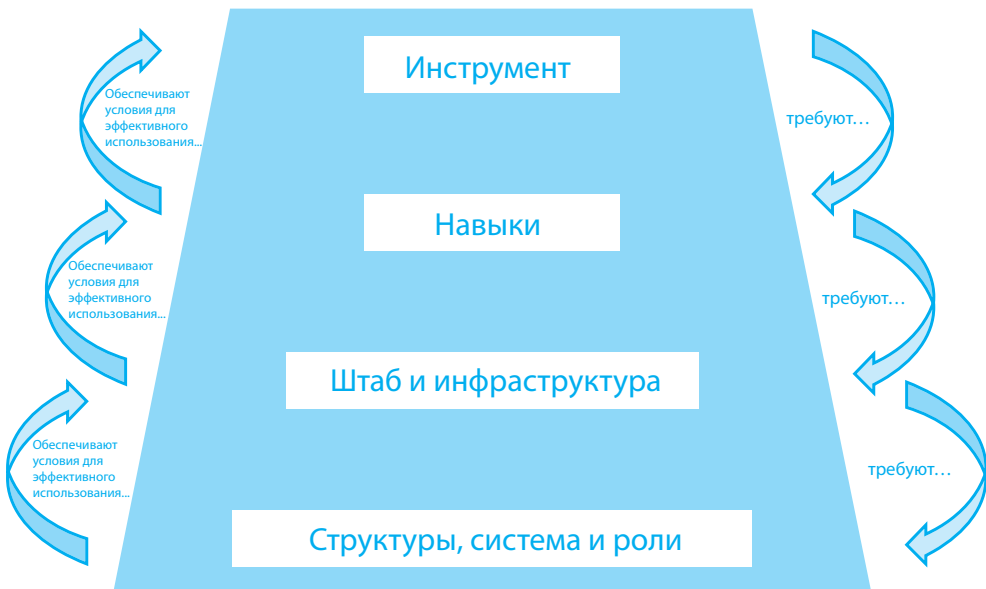 Инструмент
Обеспечивают
условия для
эффективного
использования...
требуют...
Навыки
Обеспечивают
условия для
эффективного
использования...
требуют...
Штаб и инфраструктура
Обеспечивают
условия для
эффективного
использования...
требуют...
Структуры, система и роли